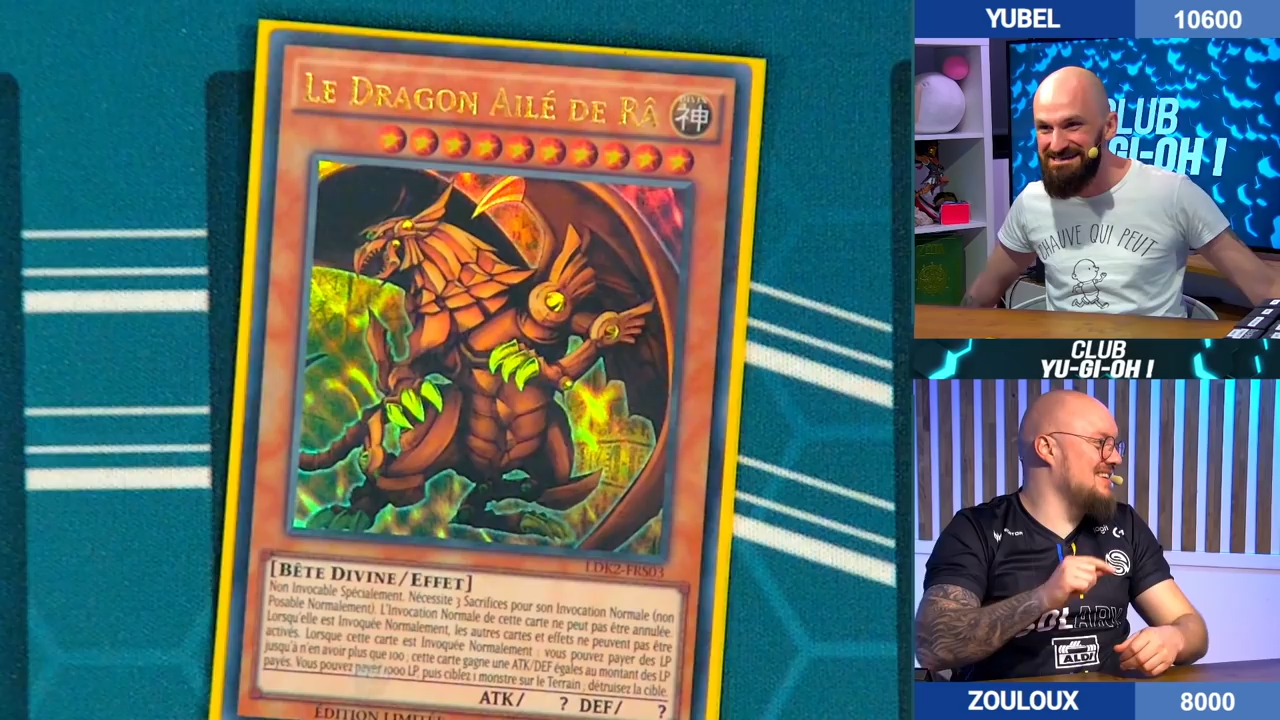 LE DRAGON AILÉ DE RÂ
DIVIN
神
LDK2-FRS03
[BÊTE DIVINE/EFFET]
Non Invocable Spécialement. Nécessite 3 Sacrifices pour son Invocation Normale (non
Posable Normalement). L'Invocation Normale de cette carte ne peut pas être annulée.
Lorsqu'elle est Invoquée Normalement, les autres cartes et effets ne peuvent pas être
activés. Lorsque cette carte est Invoquée Normalement : vous pouvez payer des LP
jusqu'à n'en avoir plus que 100 ; cette carte gagne une ATK/DEF égales au montant des LP
payés. Vous pouvez payer 1000 LP, puis ciblez 1 monstre sur le Terrain ; détruisez la cible.
ATK/ ? DEF/ ?
ÉDITION LIMITÉE
YUBEL 10600
CLUB
YU-GI-OH !
CHAUVE QUI PEUT
CLUB
YU-GI-OH !
ALDI
ZOULOUX 8000